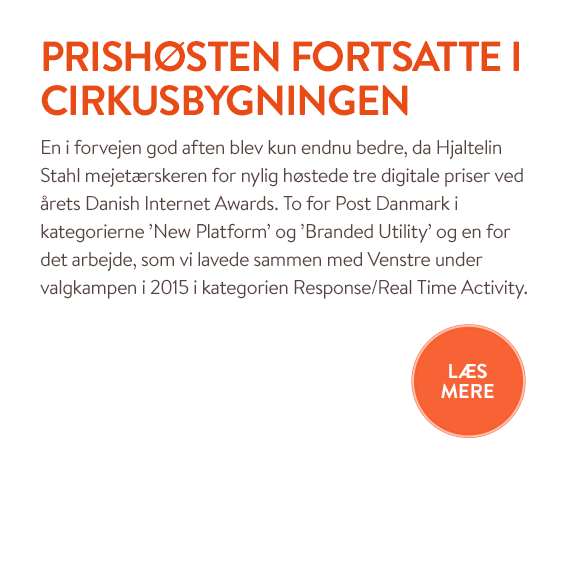 PRISHØSTEN FORTSATTE I
CIRKUSBYGNINGEN
En i forvejen god aften blev kun endnu bedre, da Hjaltelin
Stahl mejetærskeren for nylig høstede tre digitale priser ved
årets Danish Internet Awards. To for Post Danmark i
kategorierne ’New Platform’ og ’Branded Utility’ og en for
det arbejde, som vi lavede sammen med Venstre under
valgkampen i 2015 i kategorien Response/Real Time Activity.
LÆS
MERE